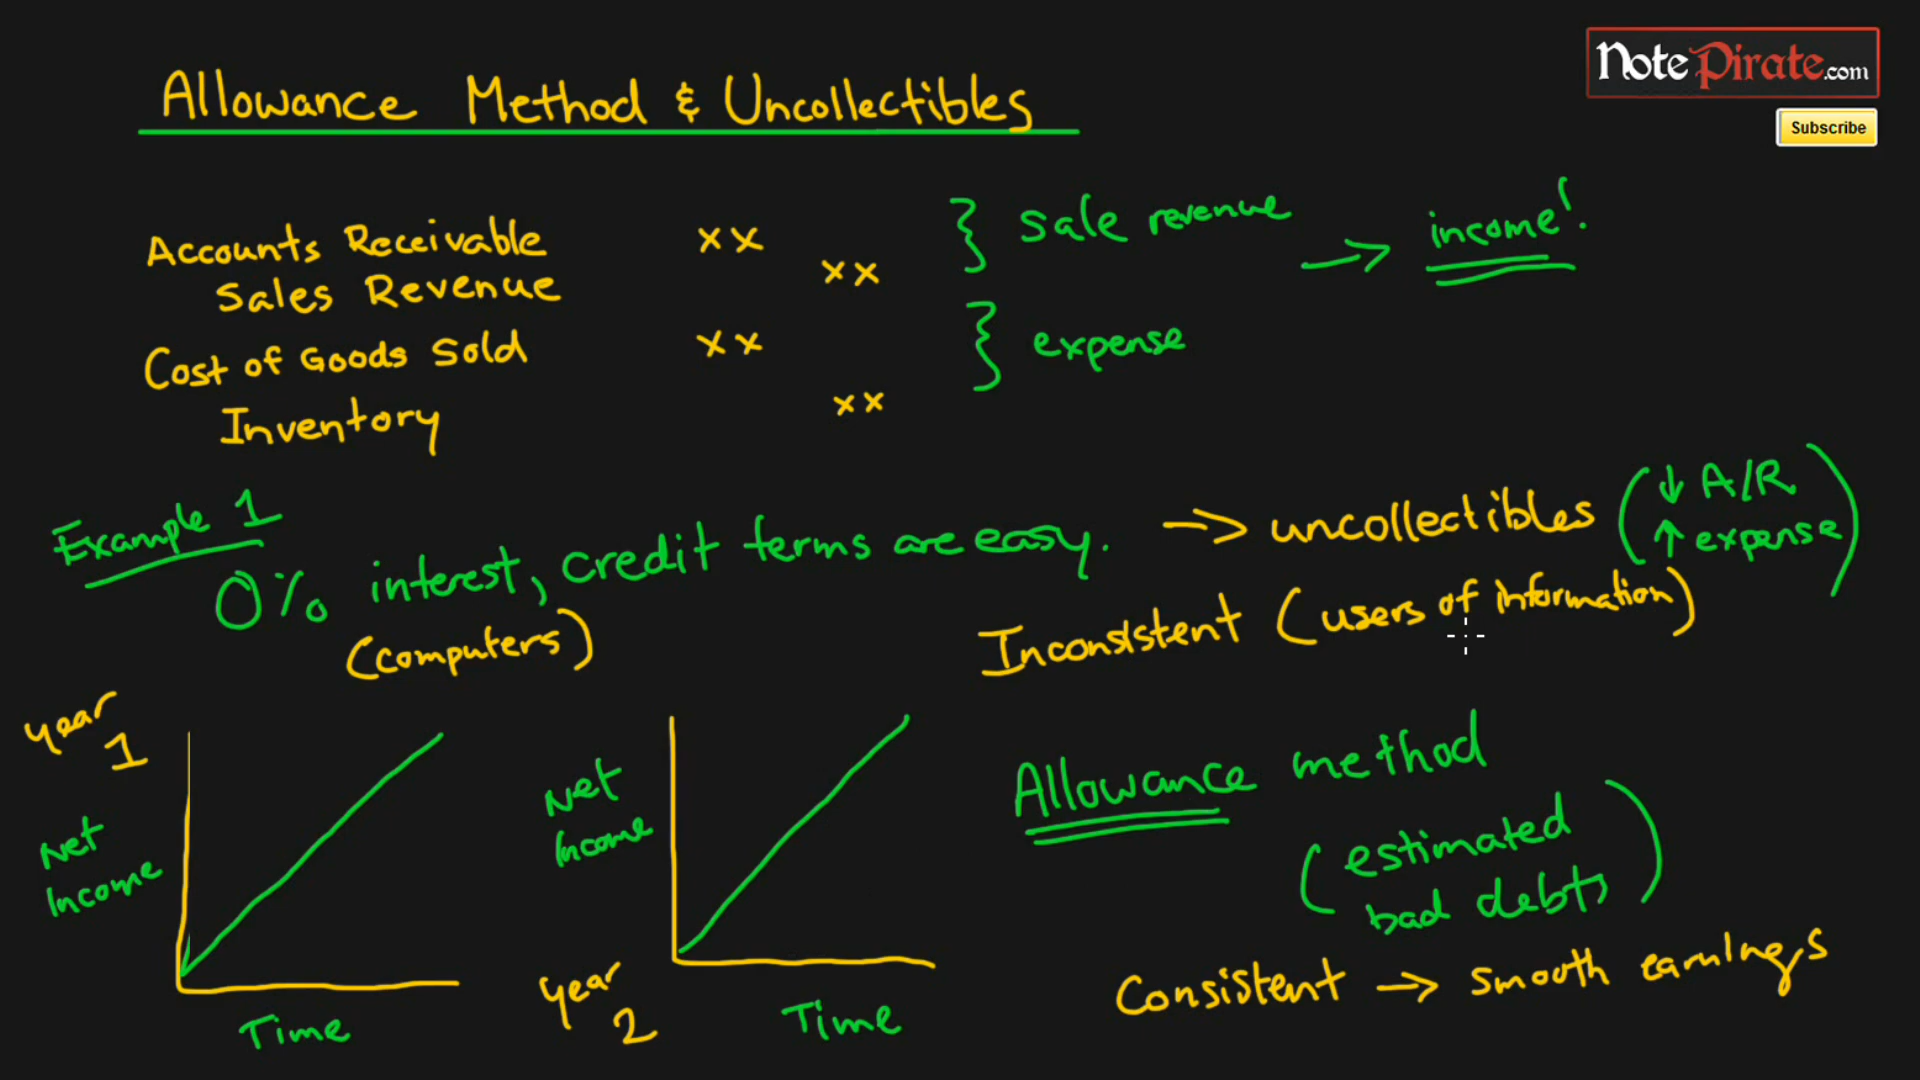 Allowance Method & Uncollectibles
NotePirate.com
Subscribe
Accounts Receivable xx
Sales Revenue xx
} sale revenue → income!
Cost of Goods Sold xx
Inventory xx
} expense
Example 1
0% interest, credit terms are easy. → uncollectibles (↓ A/R
↑ expense)
(computers)
Inconsistent (users of information)
year 1
Net Income
Time
year 2
Net Income
Time
Allowance method
(estimated
bad debts)
Consistent → smooth earnings